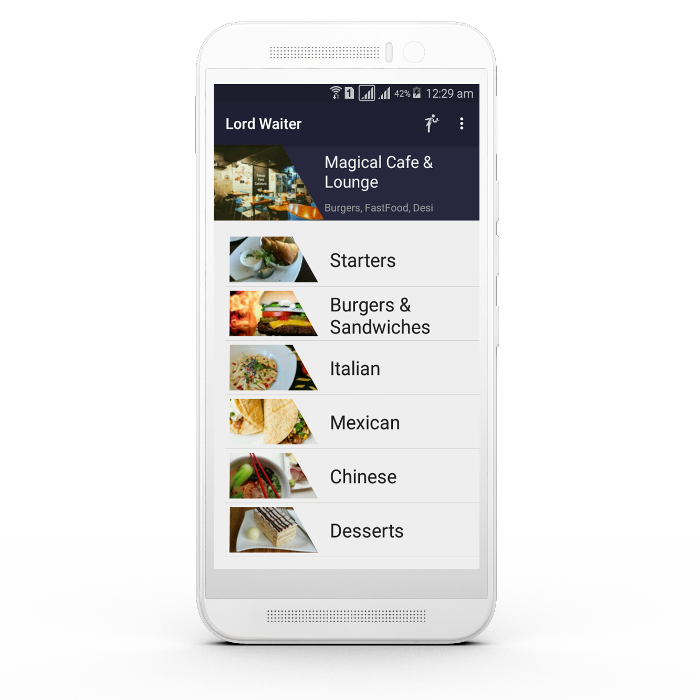 1 42% 12:29 am
Lord Waiter
Magical Cafe &
Lounge
Burgers, FastFood, Desi
Starters
Burgers &
Sandwiches
Italian
Mexican
Chinese
Desserts